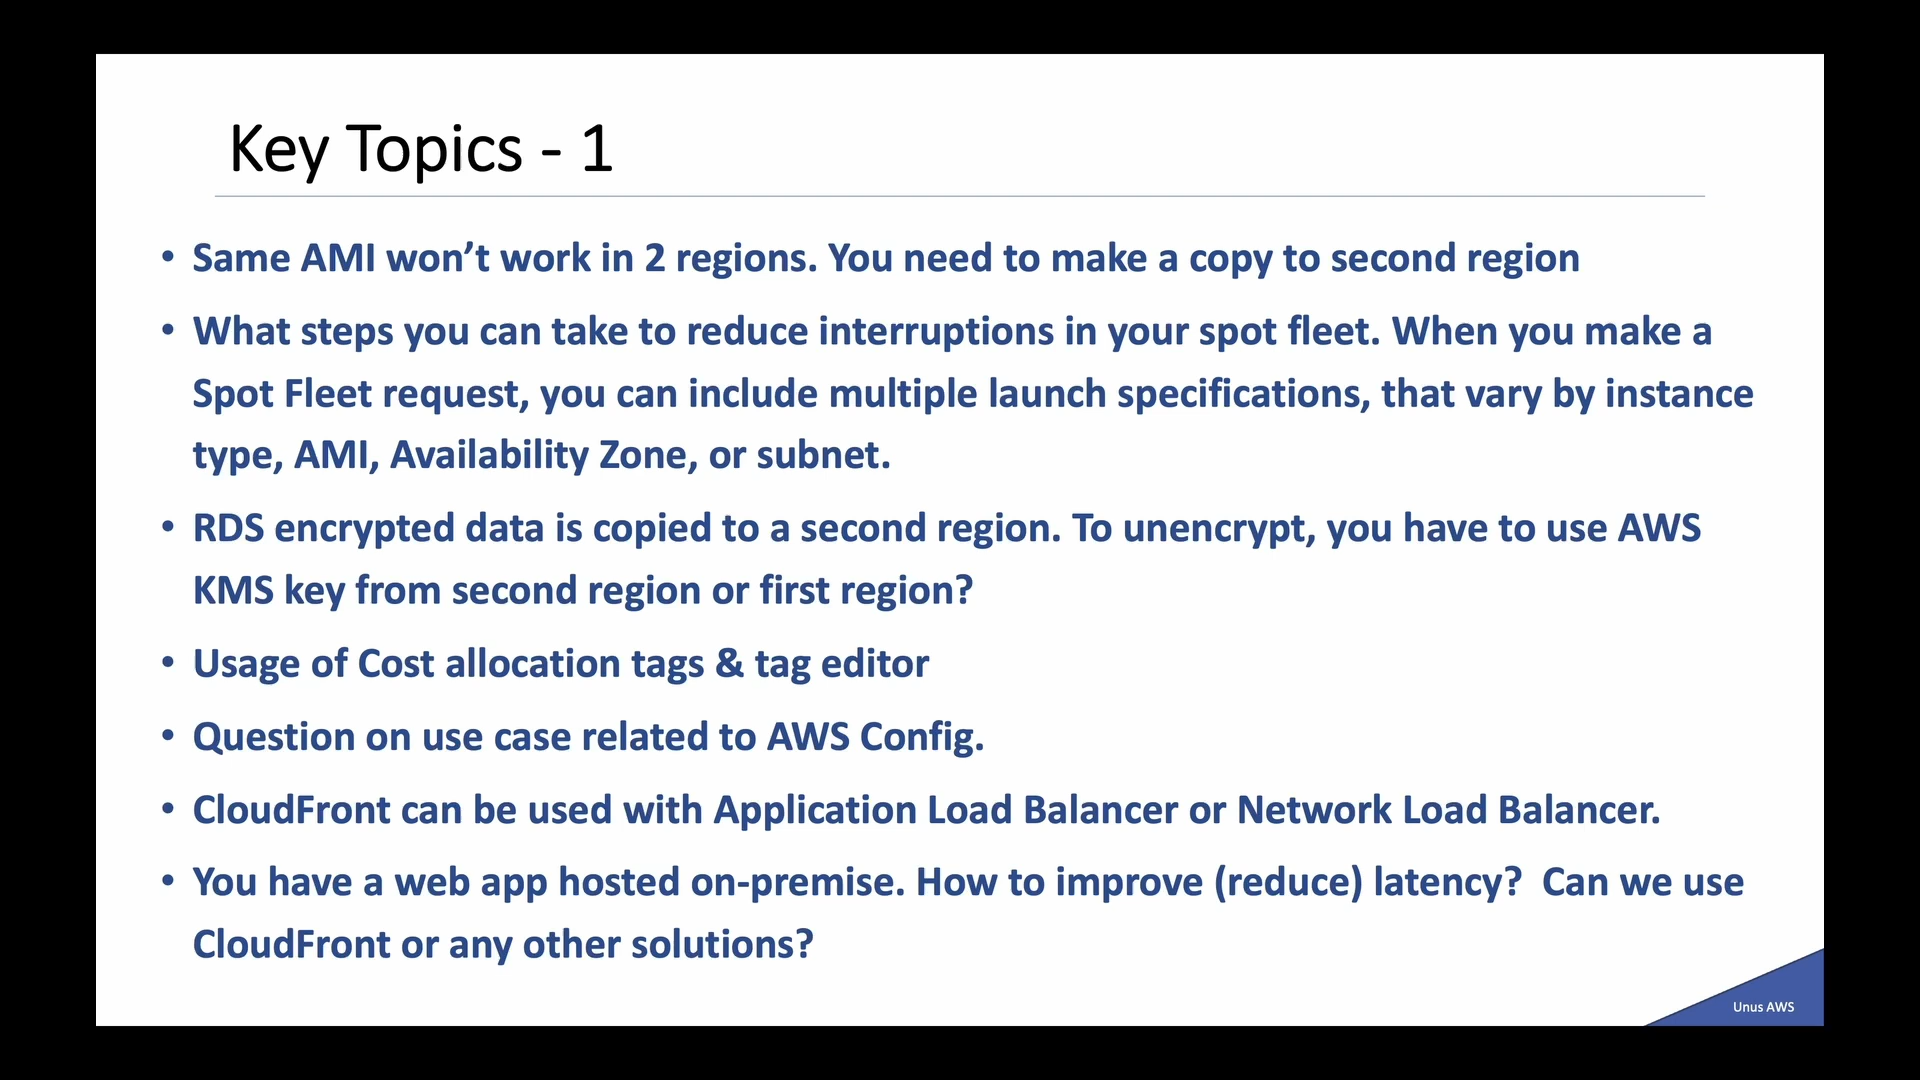 Key Topics - 1
• Same AMI won’t work in 2 regions. You need to make a copy to second region
• What steps you can take to reduce interruptions in your spot fleet. When you make a
Spot Fleet request, you can include multiple launch specifications, that vary by instance
type, AMI, Availability Zone, or subnet.
• RDS encrypted data is copied to a second region. To unencrypt, you have to use AWS
KMS key from second region or first region?
• Usage of Cost allocation tags & tag editor
• Question on use case related to AWS Config.
• CloudFront can be used with Application Load Balancer or Network Load Balancer.
• You have a web app hosted on-premise. How to improve (reduce) latency?  Can we use
CloudFront or any other solutions?
Unus AWS